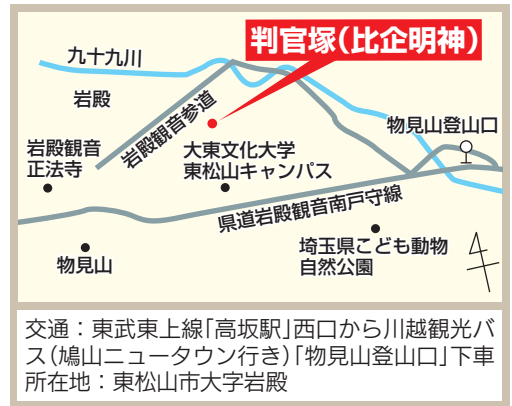 判官塚(比企明神)
九十九川
岩殿
岩殿観音参道
物見山登山口
岩殿観音
正法寺
大東文化大学
東松山キャンパス
県道岩殿観音南戸守線
物見山
埼玉県こども動物
自然公園
交通：東武東上線「高坂駅」西口から川越観光バ
ス(鳩山ニュータウン行き)「物見山登山口」下車
所在地：東松山市大字岩殿